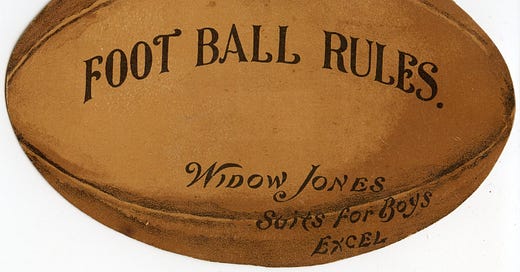 FOOT BALL RULES.
WIDOW JONES
Suits for Boys
EXCEL